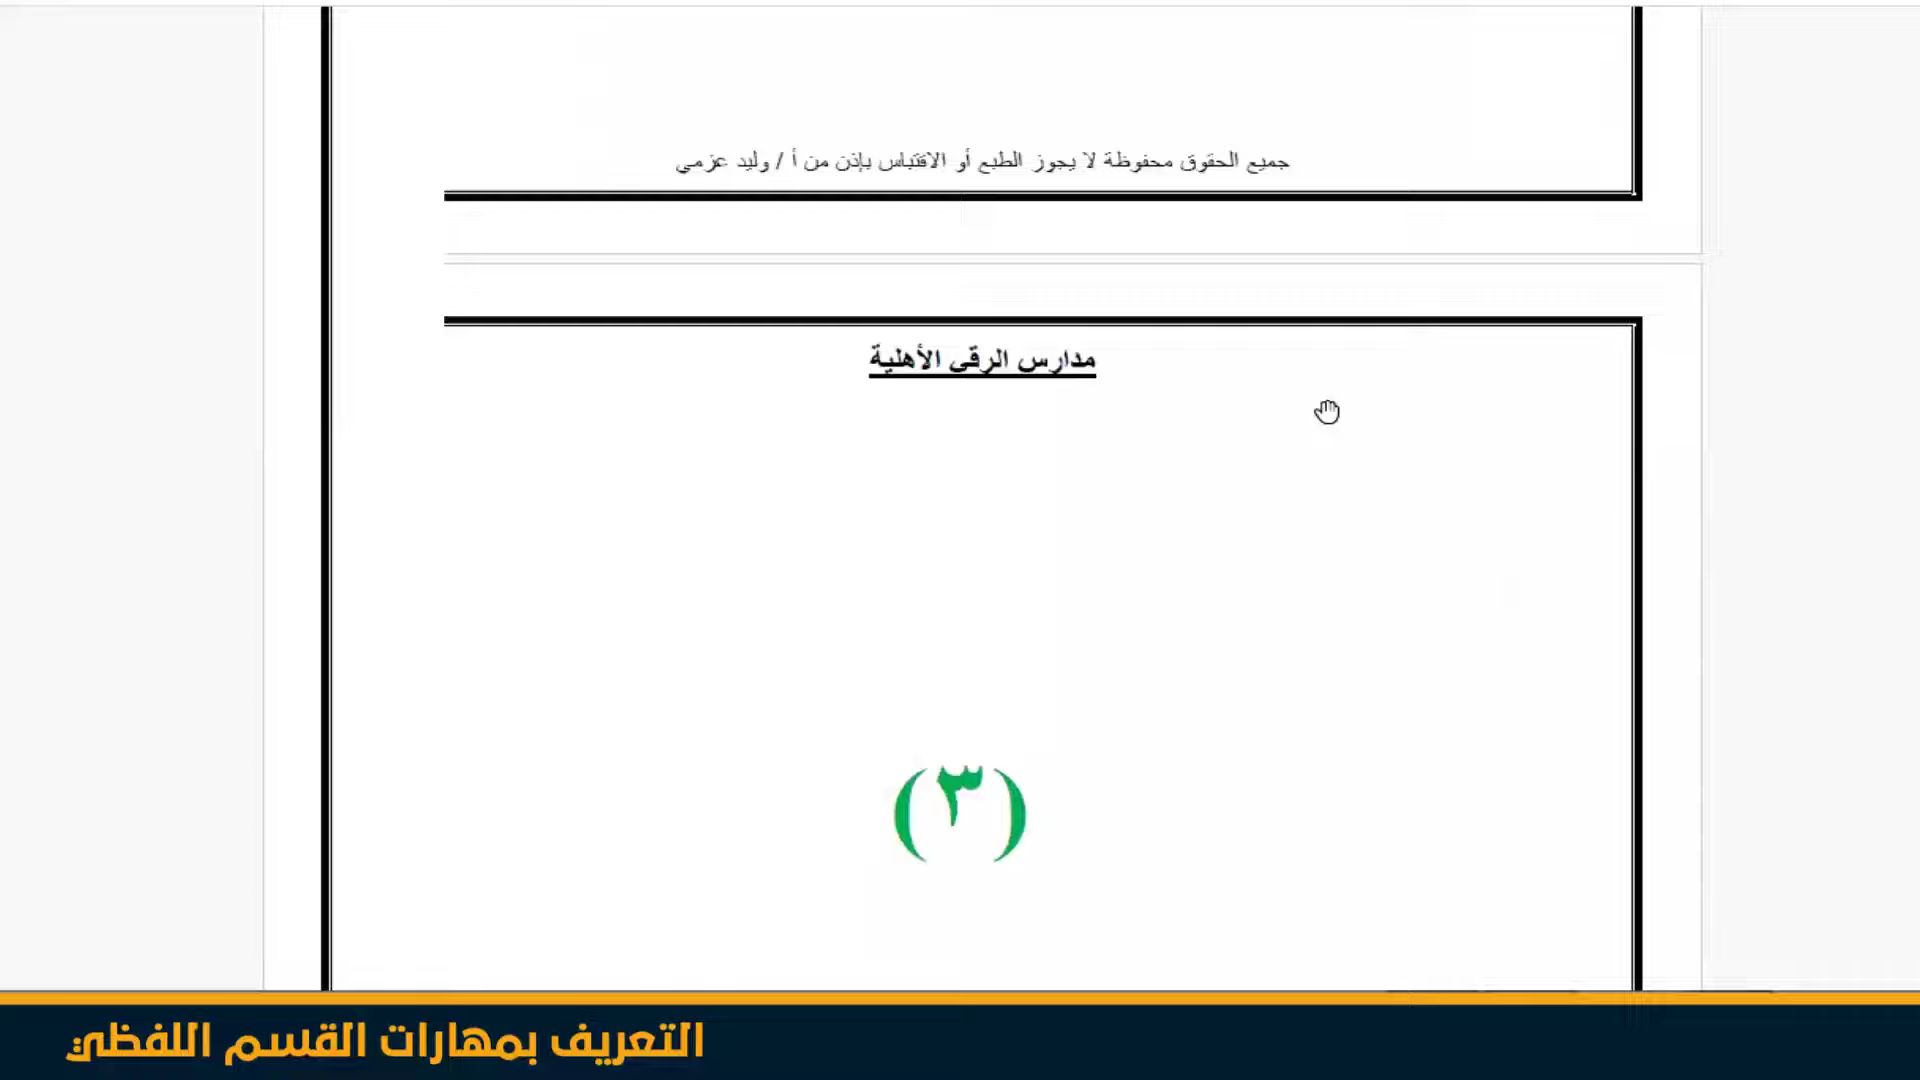 جميع الحقوق محفوظة لا يجوز الطبع أو الاقتباس بإذن من أ / وليد عزمي
مدارس الرقي الأهلية
(٣)
التعريف بمهارات القسم اللفظي